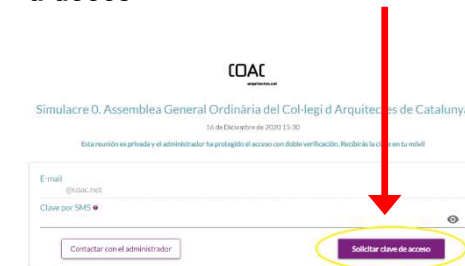 COAC
arquitectes.cat
Simulacre 0. Assemblea General Ordinària del Col·legi d Arquitectes de Cataluny
16 de Diciembre de 2020 15:30
Esta reunión es privada y el administrador ha protegido el acceso con doble verificación. Recibirás la clave en tu móvil
E-mail
@coac.net
Clave por SMS
Contactar con el administrador
Solicitar clave de acceso